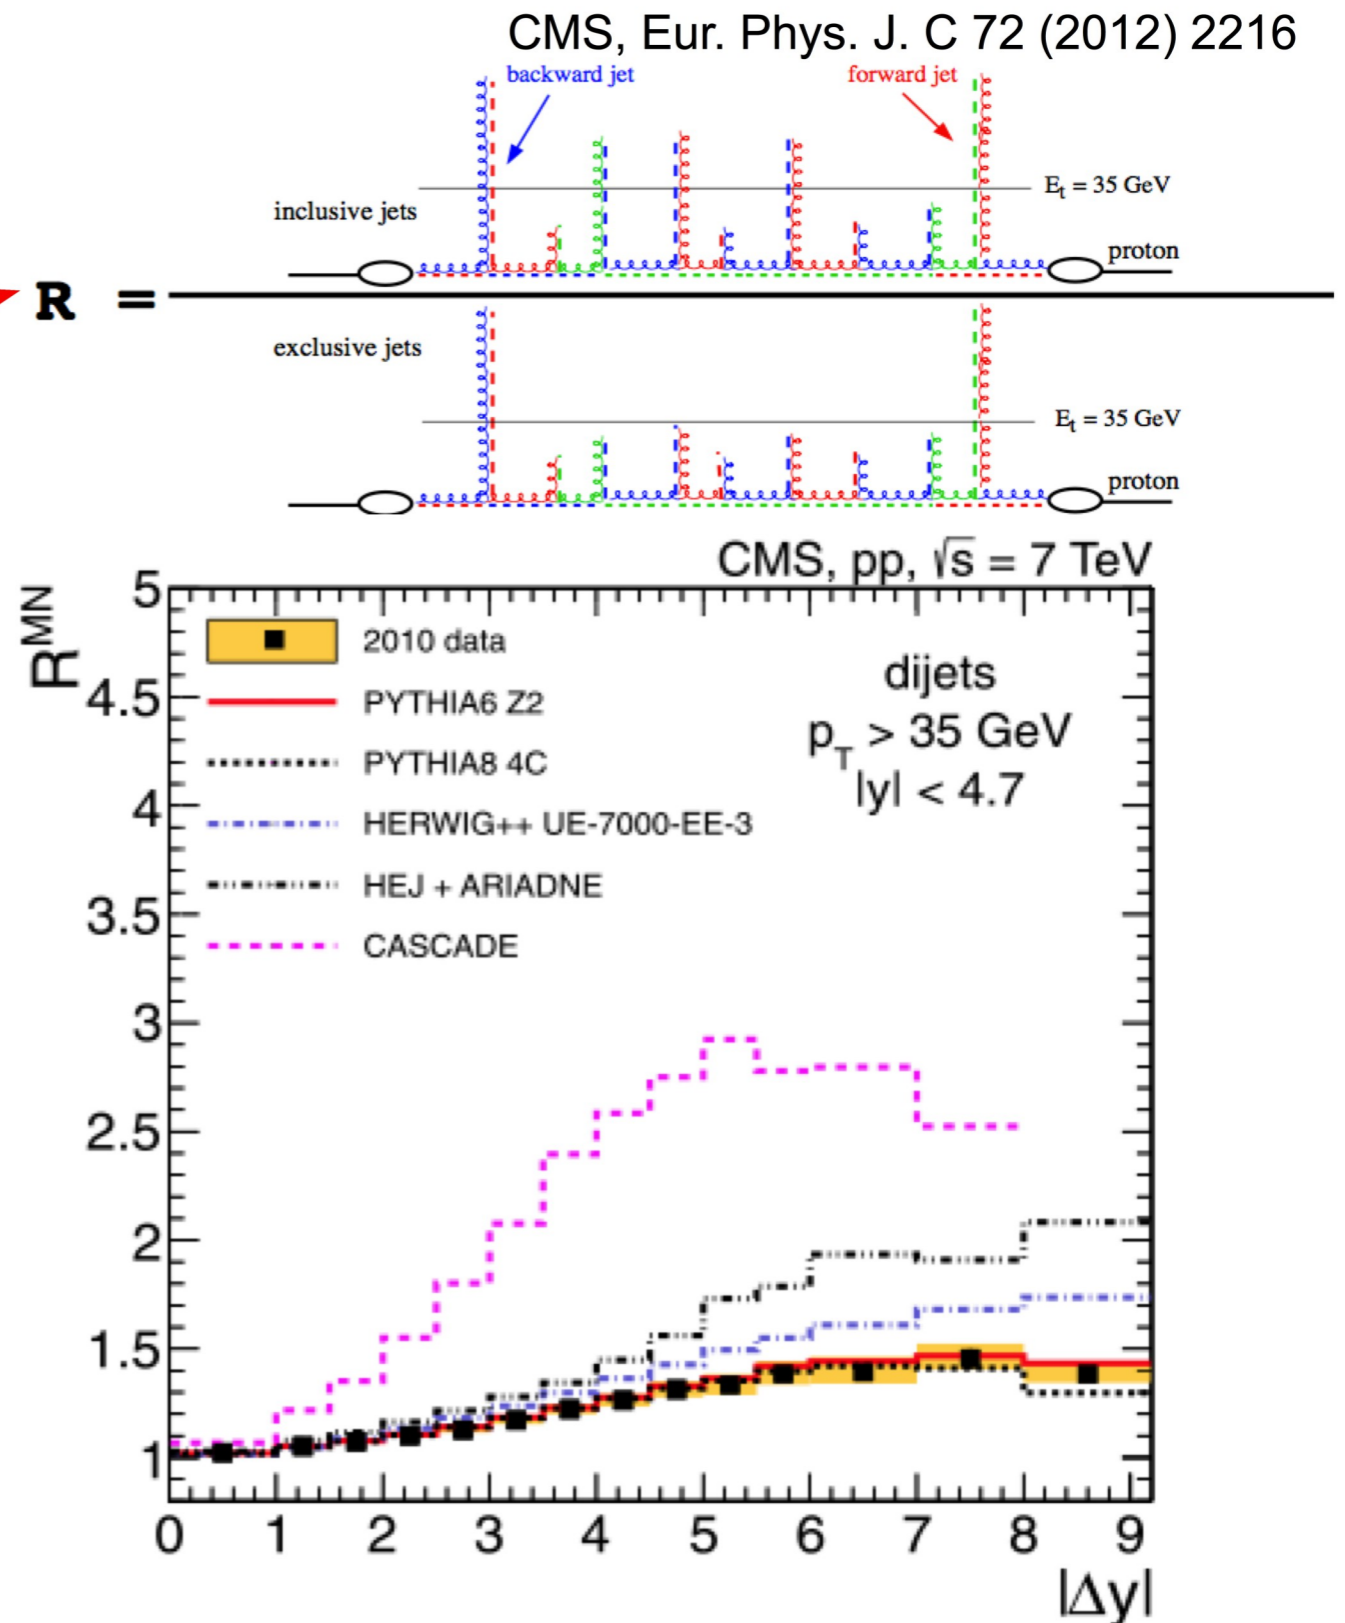 CMS, Eur. Phys. J. C 72 (2012) 2216
backward jet
forward jet
E_t = 35 GeV
inclusive jets
proton
R =
exclusive jets
E_t = 35 GeV
proton
CMS, pp, √s = 7 TeV
R^MN
5
4.5
4
3.5
3
2.5
2
1.5
1
2010 data
PYTHIA6 Z2
PYTHIA8 4C
HERWIG++ UE-7000-EE-3
HEJ + ARIADNE
CASCADE
dijets
p_T > 35 GeV
|y| < 4.7
0 1 2 3 4 5 6 7 8 9
|Δy|